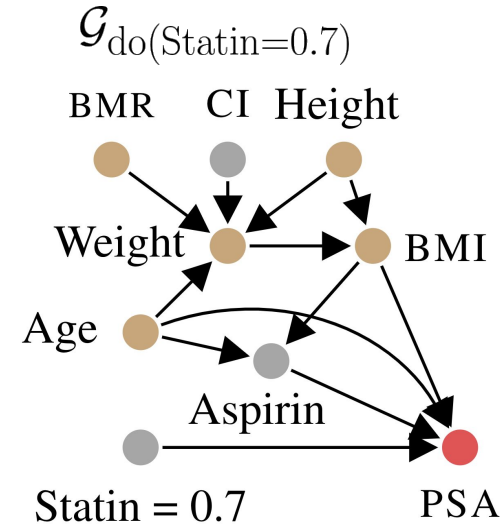 𝒢do(Statin=0.7)
BMR CI Height
Weight BMI
Age
Aspirin
Statin = 0.7 PSA